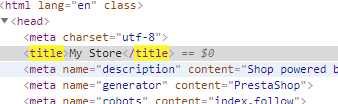 <html lang="en" class>
<head>
<meta charset="utf-8">
<title>My Store</title> == $0
<meta name="description" content="Shop powered b
<meta name="generator" content="PrestaShop">
<meta name="robots" content="index,follow">